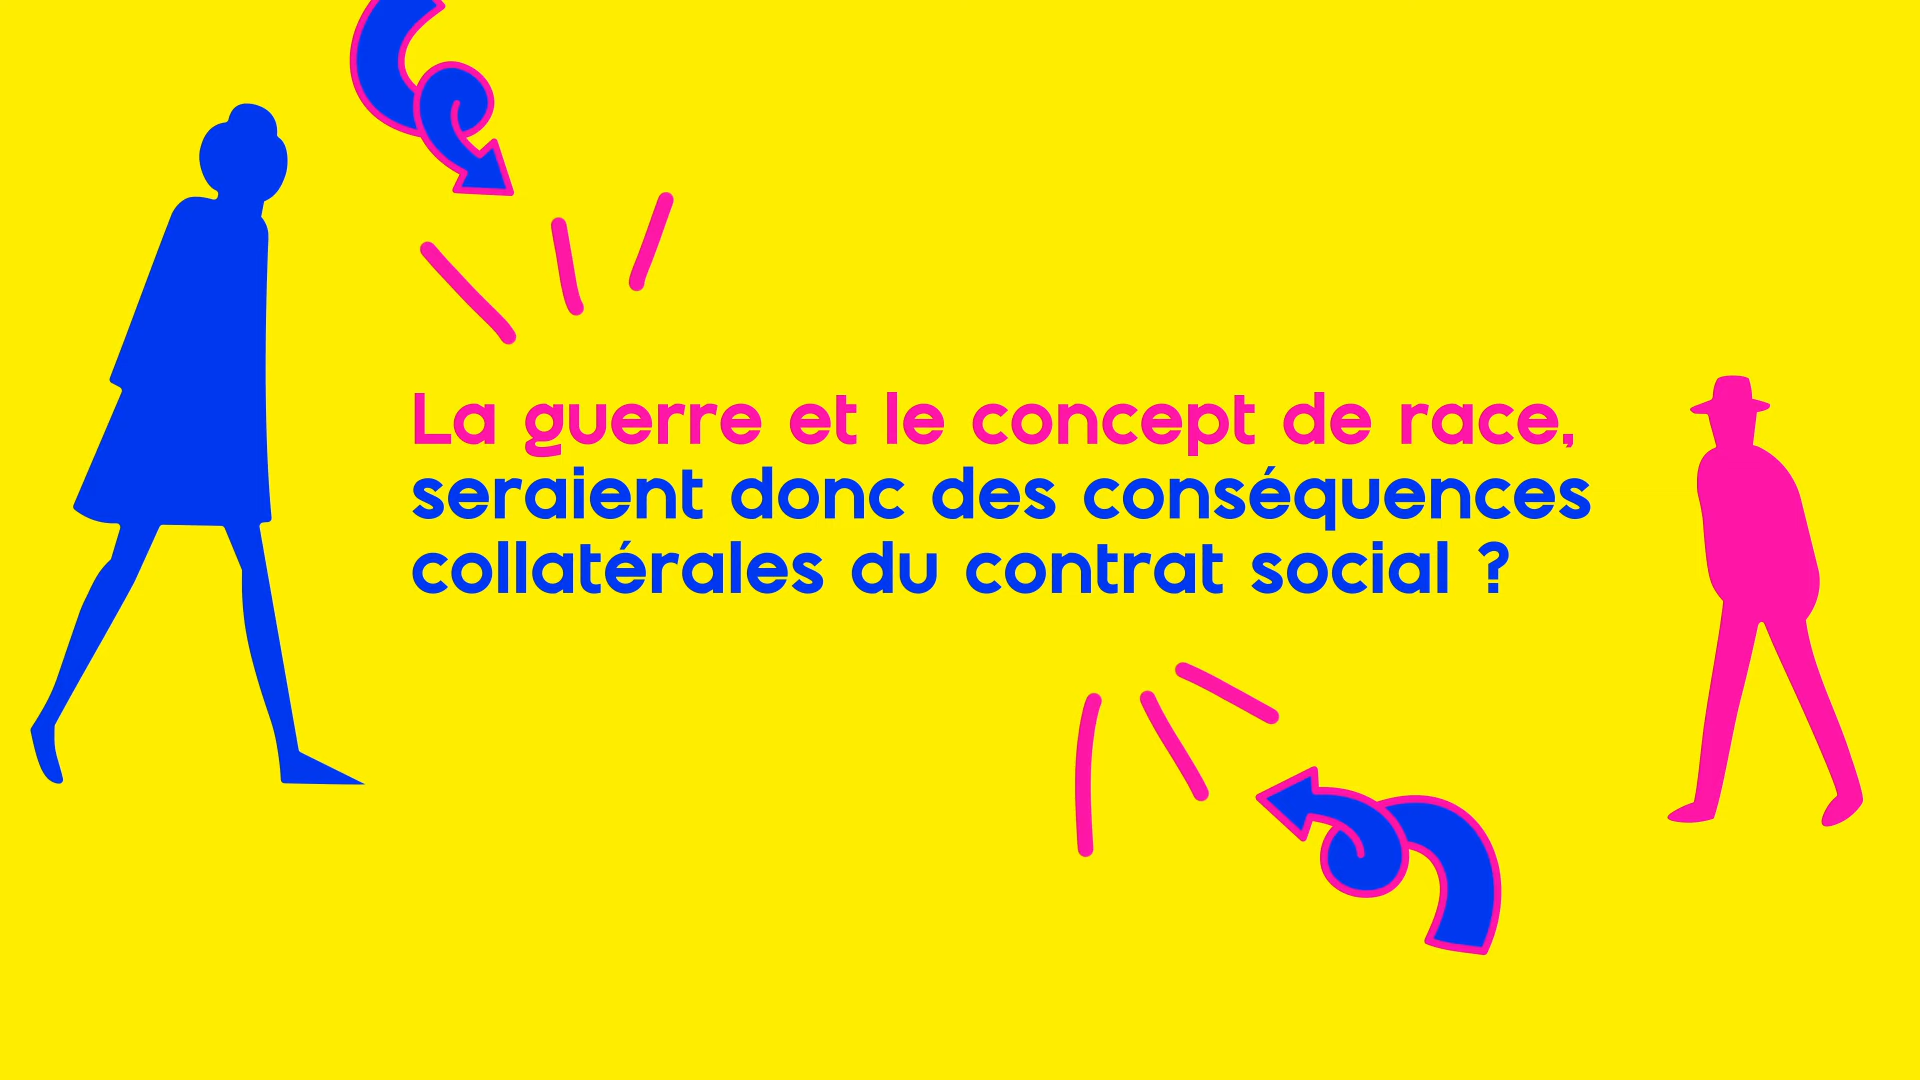 La guerre et le concept de race,
seraient donc des conséquences
collatérales du contrat social ?